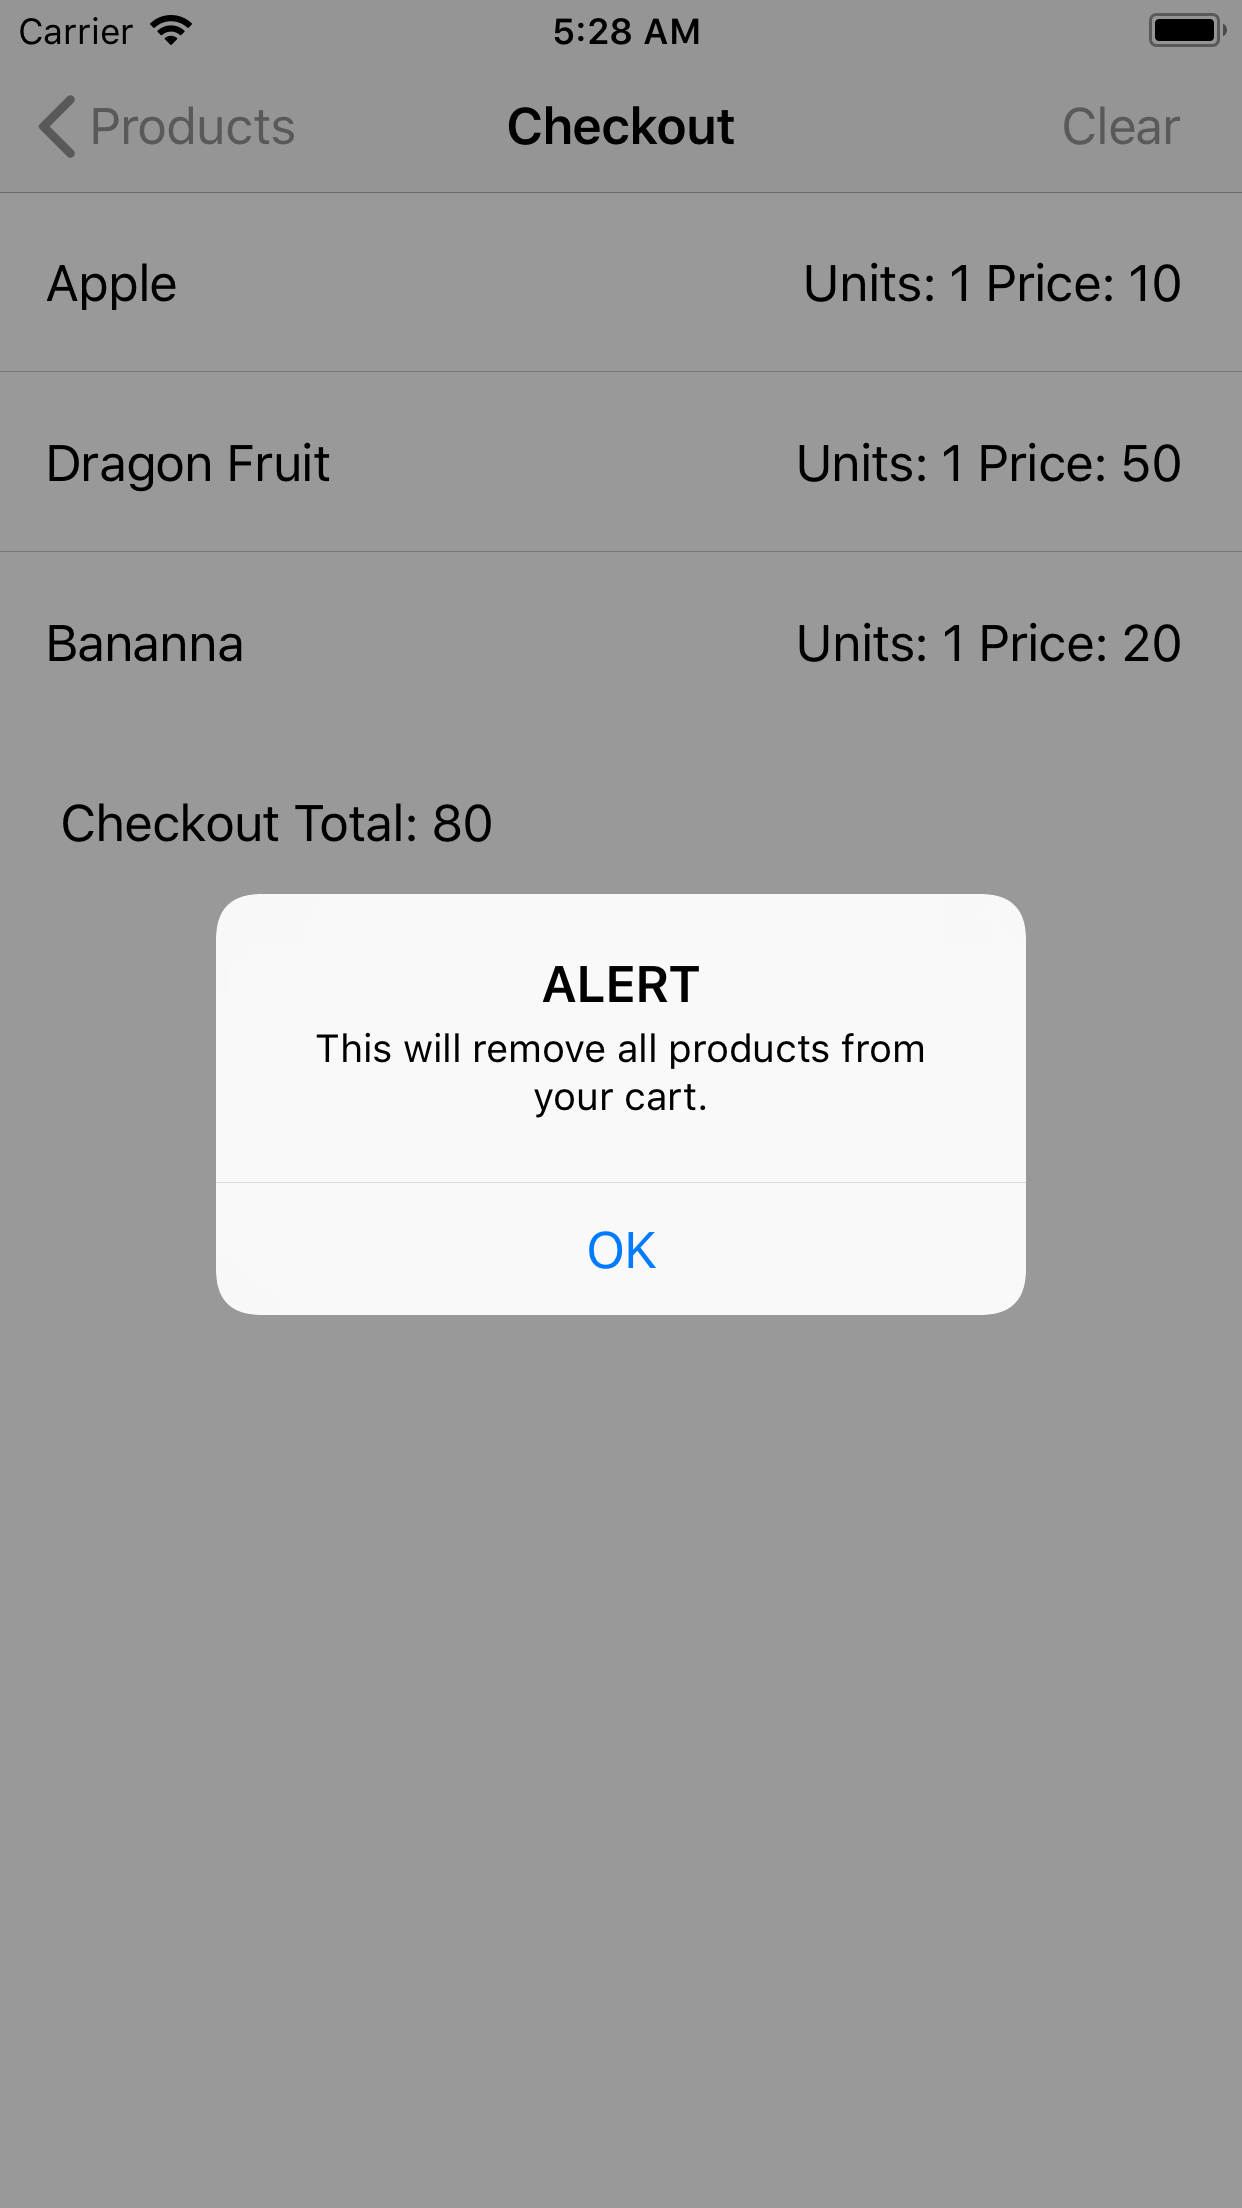 Carrier 5:28 AM
Products Checkout Clear
Apple Units: 1 Price: 10
Dragon Fruit Units: 1 Price: 50
Bananna Units: 1 Price: 20
Checkout Total: 80
ALERT
This will remove all products from
your cart.
OK